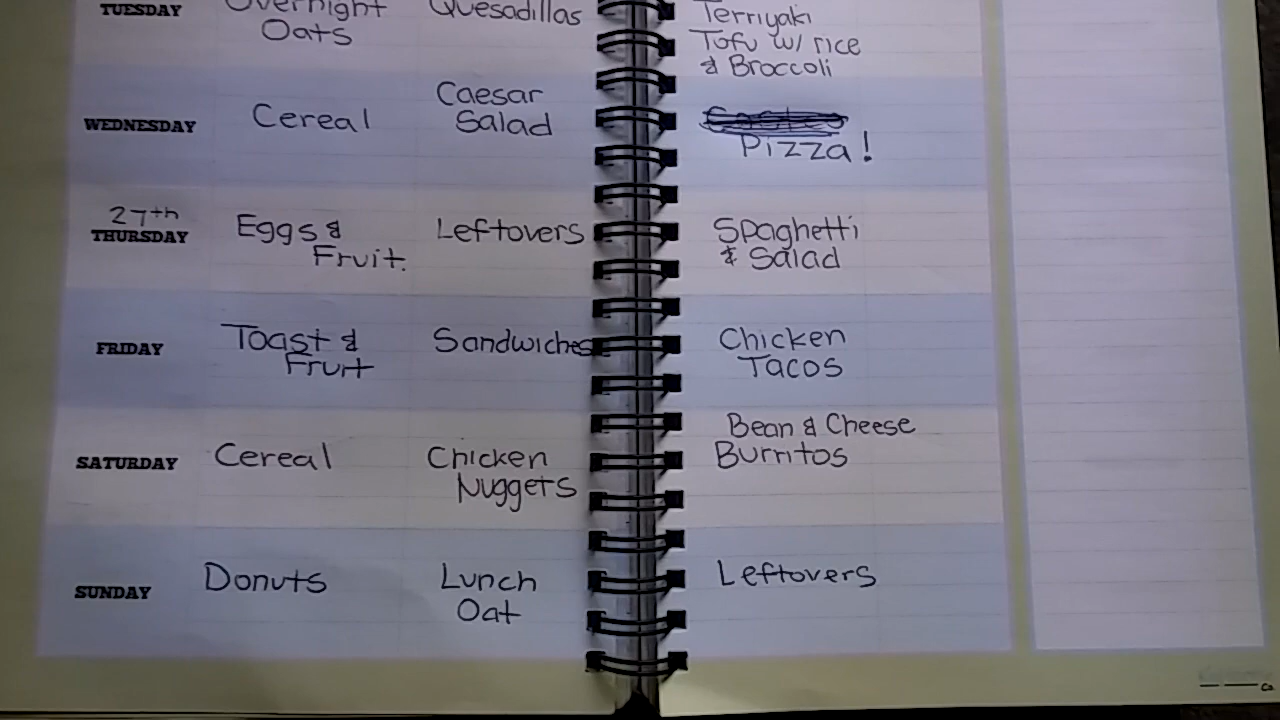 TUESDAY
Overnight
Oats
Quesadillas
Terriyaki
Tofu w/ rice
& Broccoli
WEDNESDAY
Cereal
Caesar
Salad
Pizza!
27th
THURSDAY
Eggs &
Fruit.
Leftovers
Spaghetti
& Salad
FRIDAY
Toast &
Fruit
Sandwiches
Chicken
Tacos
SATURDAY
Cereal
Chicken
Nuggets
Bean & Cheese
Burritos
SUNDAY
Donuts
Lunch
Oat
Leftovers